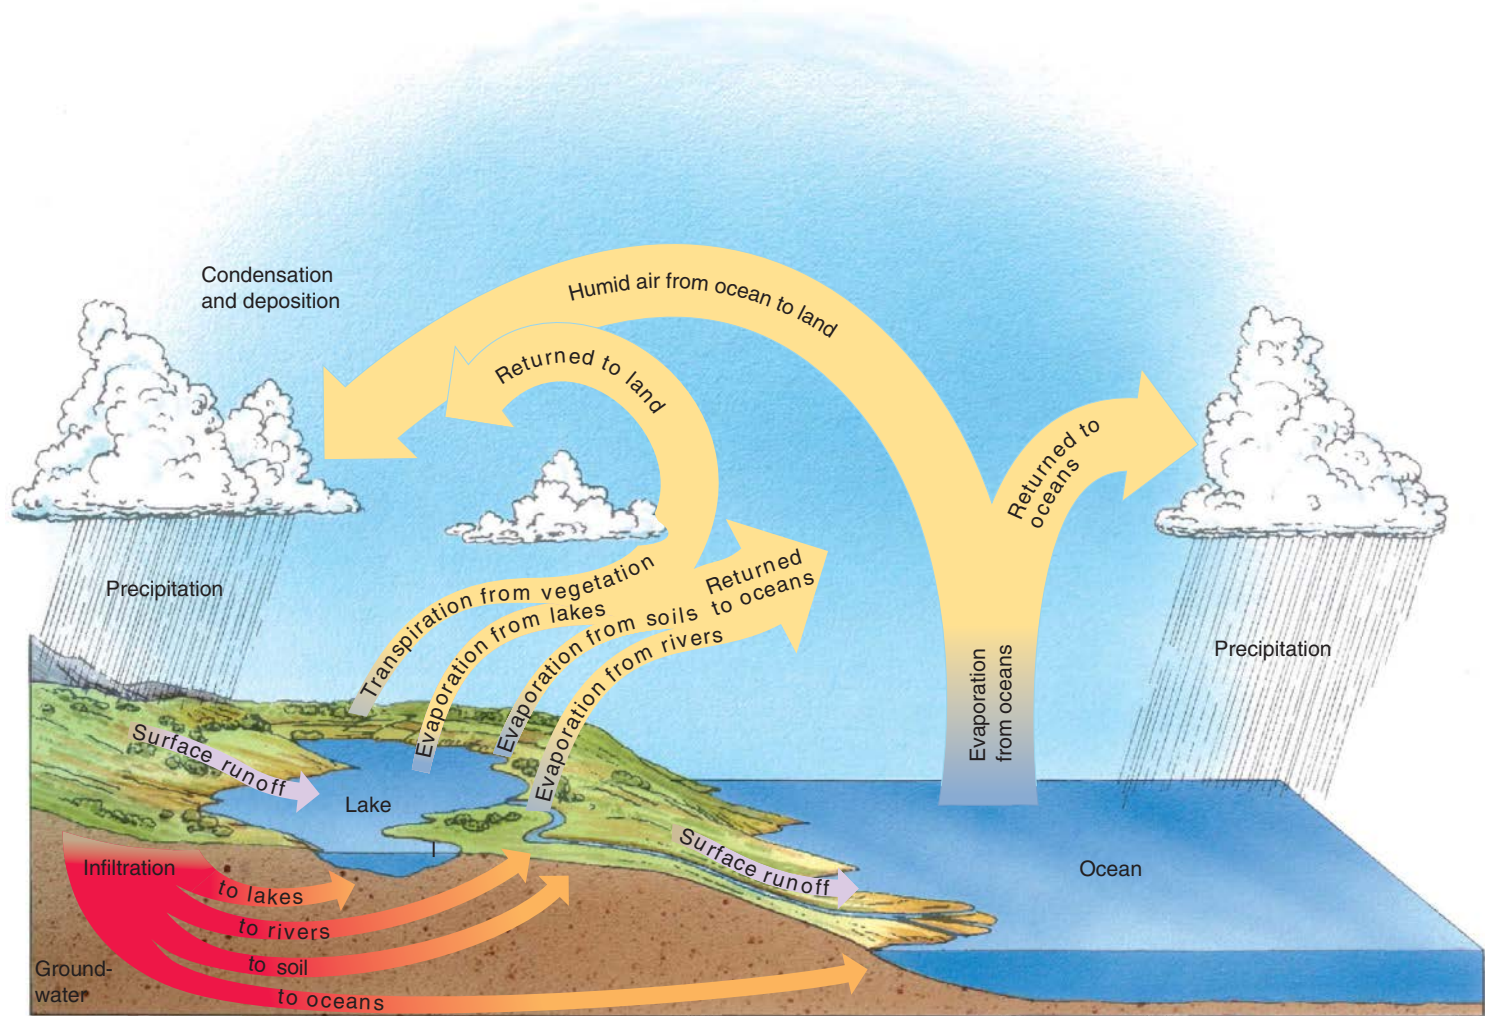 Condensation
and deposition
Humid air from ocean to land
Returned to land
Returned to
oceans
Precipitation
Transpiration from vegetation
Evaporation from lakes
Evaporation from soils
Evaporation from rivers
Returned
to oceans
Evaporation
from oceans
Precipitation
Surface runoff
Lake
Surface runoff
Ocean
Infiltration
to lakes
to rivers
to soil
to oceans
Ground-
water